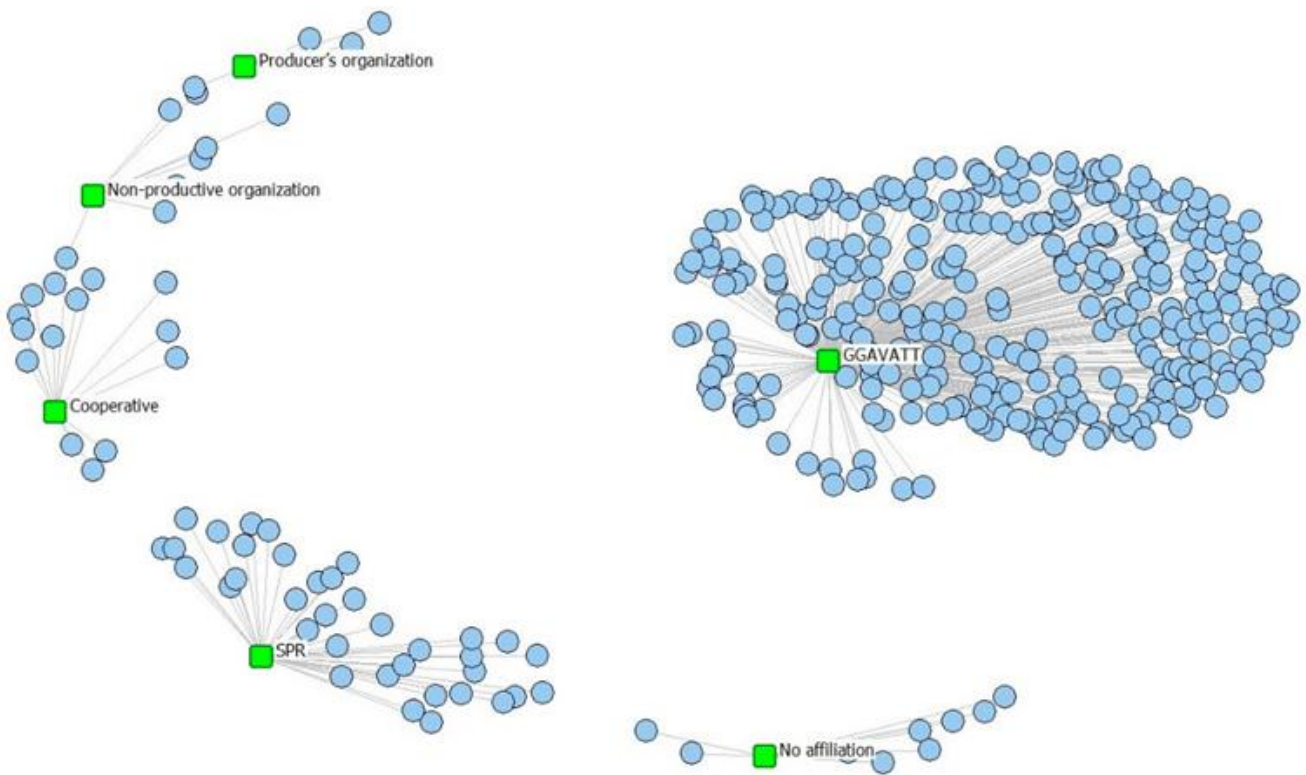 Producer's organization
Non-productive organization
GGAVATT
Cooperative
SPR
No affiliation